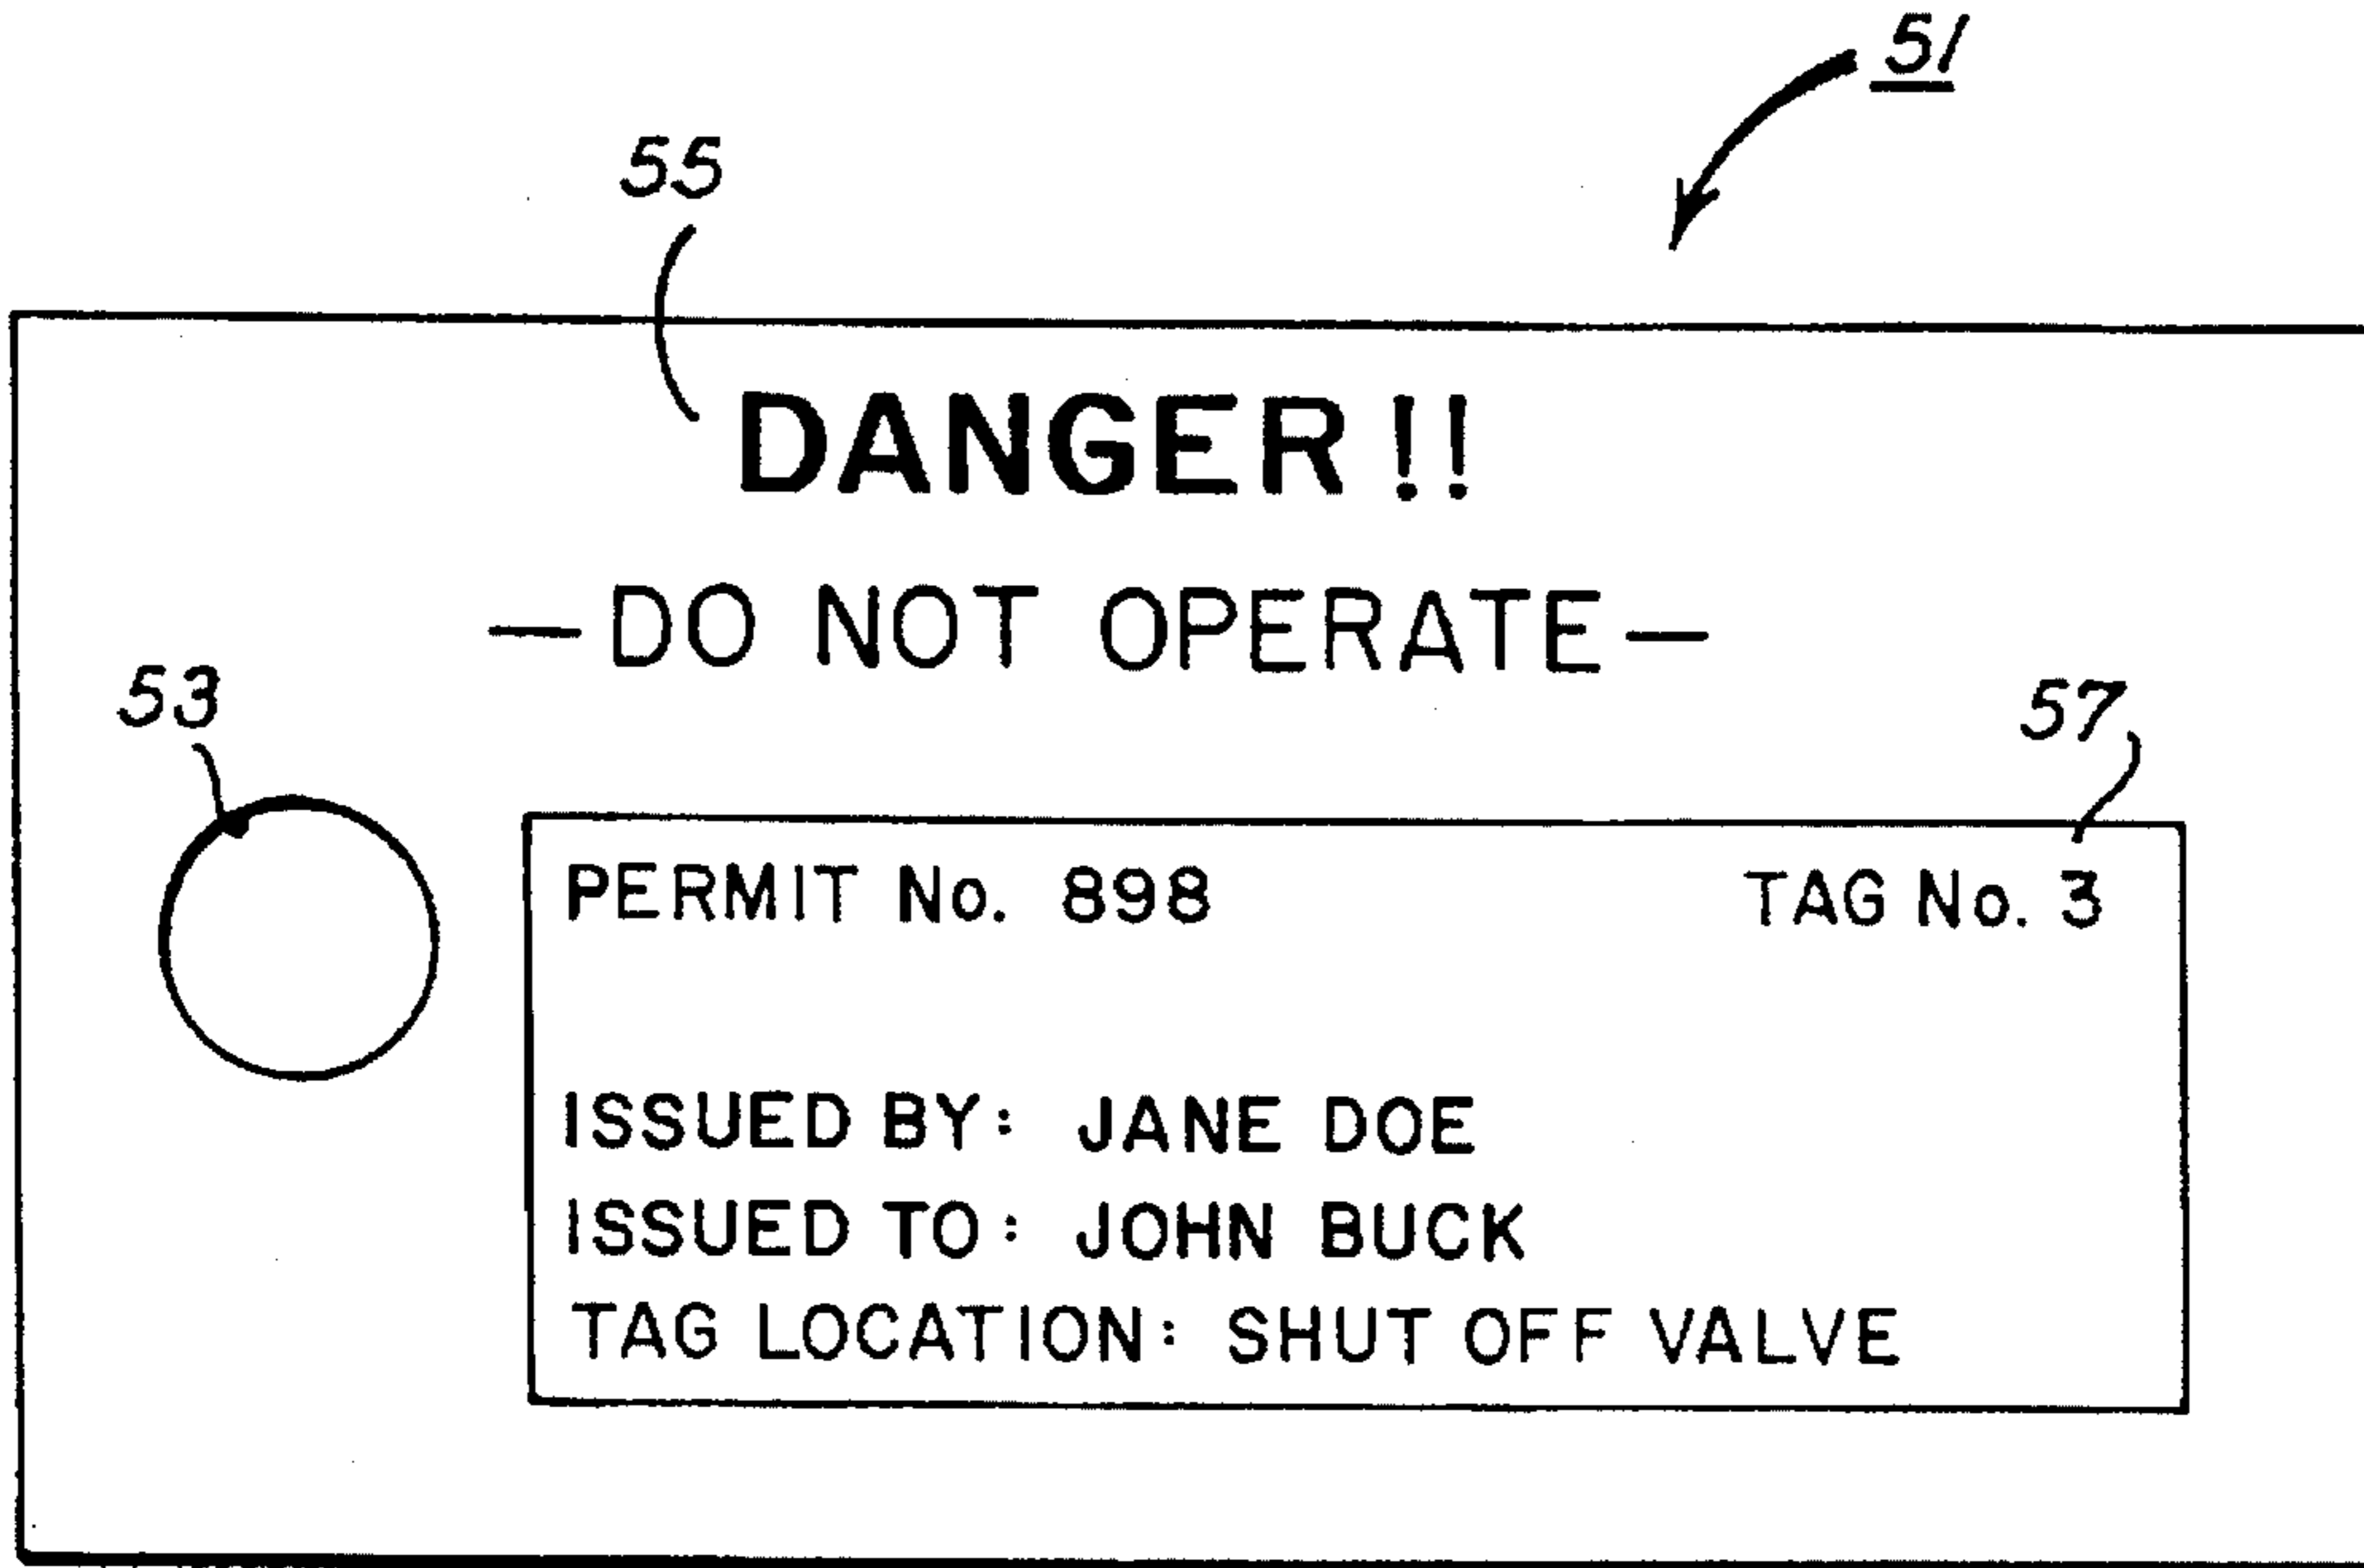 51
55
DANGER!!
—DO NOT OPERATE—
53
57
PERMIT No. 898 TAG No. 3
ISSUED BY: JANE DOE
ISSUED TO: JOHN BUCK
TAG LOCATION: SHUT OFF VALVE